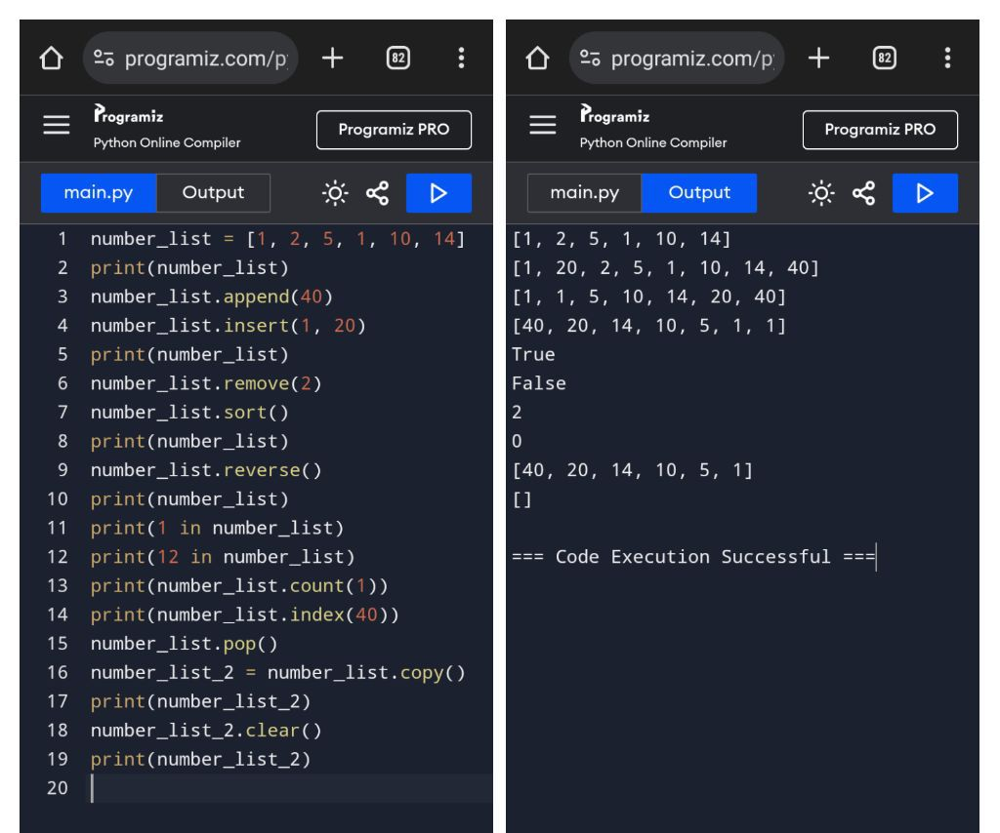 programiz.com/p
82
Programiz
Python Online Compiler
Programiz PRO
main.py
Output
1 number_list = [1, 2, 5, 1, 10, 14]
2 print(number_list)
3 number_list.append(40)
4 number_list.insert(1, 20)
5 print(number_list)
6 number_list.remove(2)
7 number_list.sort()
8 print(number_list)
9 number_list.reverse()
10 print(number_list)
11 print(1 in number_list)
12 print(12 in number_list)
13 print(number_list.count(1))
14 print(number_list.index(40))
15 number_list.pop()
16 number_list_2 = number_list.copy()
17 print(number_list_2)
18 number_list_2.clear()
19 print(number_list_2)
20
programiz.com/p
82
Programiz
Python Online Compiler
Programiz PRO
main.py
Output
[1, 2, 5, 1, 10, 14]
[1, 20, 2, 5, 1, 10, 14, 40]
[1, 1, 5, 10, 14, 20, 40]
[40, 20, 14, 10, 5, 1, 1]
True
False
2
0
[40, 20, 14, 10, 5, 1]
[]
=== Code Execution Successful ===